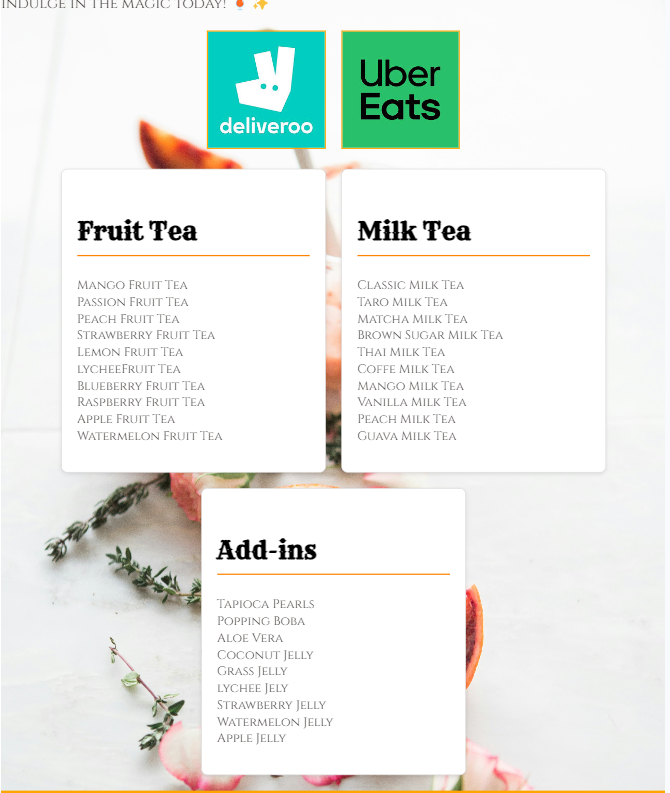 INDULGE IN THE MAGIC TODAY!
deliveroo
Uber
Eats
Fruit Tea
Mango Fruit Tea
Passion Fruit Tea
Peach Fruit Tea
Strawberry Fruit Tea
Lemon Fruit Tea
lycheeFruit Tea
Blueberry Fruit Tea
Raspberry Fruit Tea
Apple Fruit Tea
Watermelon Fruit Tea
Milk Tea
Classic Milk Tea
Taro Milk Tea
Matcha Milk Tea
Brown Sugar Milk Tea
Thai Milk Tea
Coffe Milk Tea
Mango Milk Tea
Vanilla Milk Tea
Peach Milk Tea
Guava Milk Tea
Add-ins
Tapioca Pearls
Popping Boba
Aloe Vera
Coconut Jelly
Grass Jelly
lychee Jely
Strawberry Jelly
Watermelon Jelly
Apple Jelly